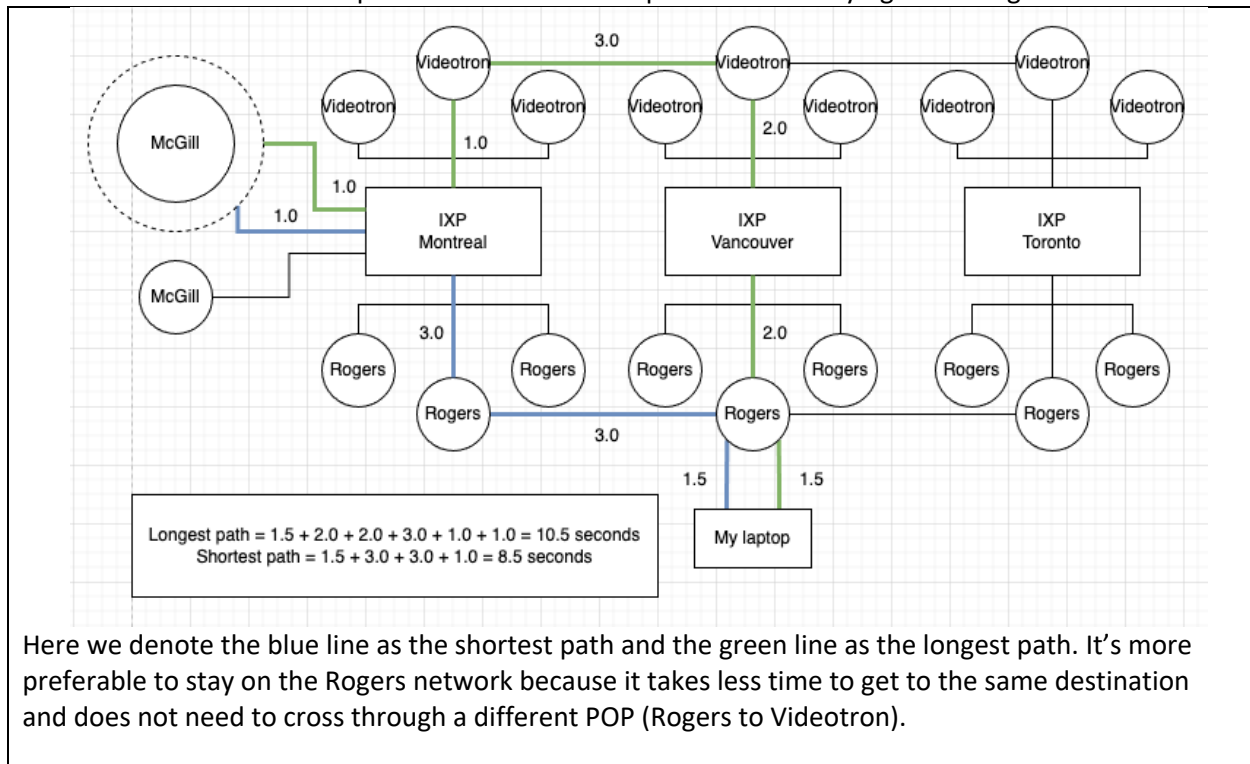 3.0
Videotron
Videotron
Videotron
Videotron
Videotron
Videotron
Videotron
Videotron
Videotron
McGill
1.0
2.0
1.0
1.0
IXP
Montreal
IXP
Vancouver
IXP
Toronto
McGill
3.0
2.0
Rogers
Rogers
Rogers
Rogers
Rogers
Rogers
Rogers
Rogers
Rogers
3.0
1.5
1.5
Longest path = 1.5 + 2.0 + 2.0 + 3.0 + 1.0 + 1.0 = 10.5 seconds
Shortest path = 1.5 + 3.0 + 3.0 + 1.0 = 8.5 seconds
My laptop
Here we denote the blue line as the shortest path and the green line as the longest path. It’s more
preferable to stay on the Rogers network because it takes less time to get to the same destination
and does not need to cross through a different POP (Rogers to Videotron).